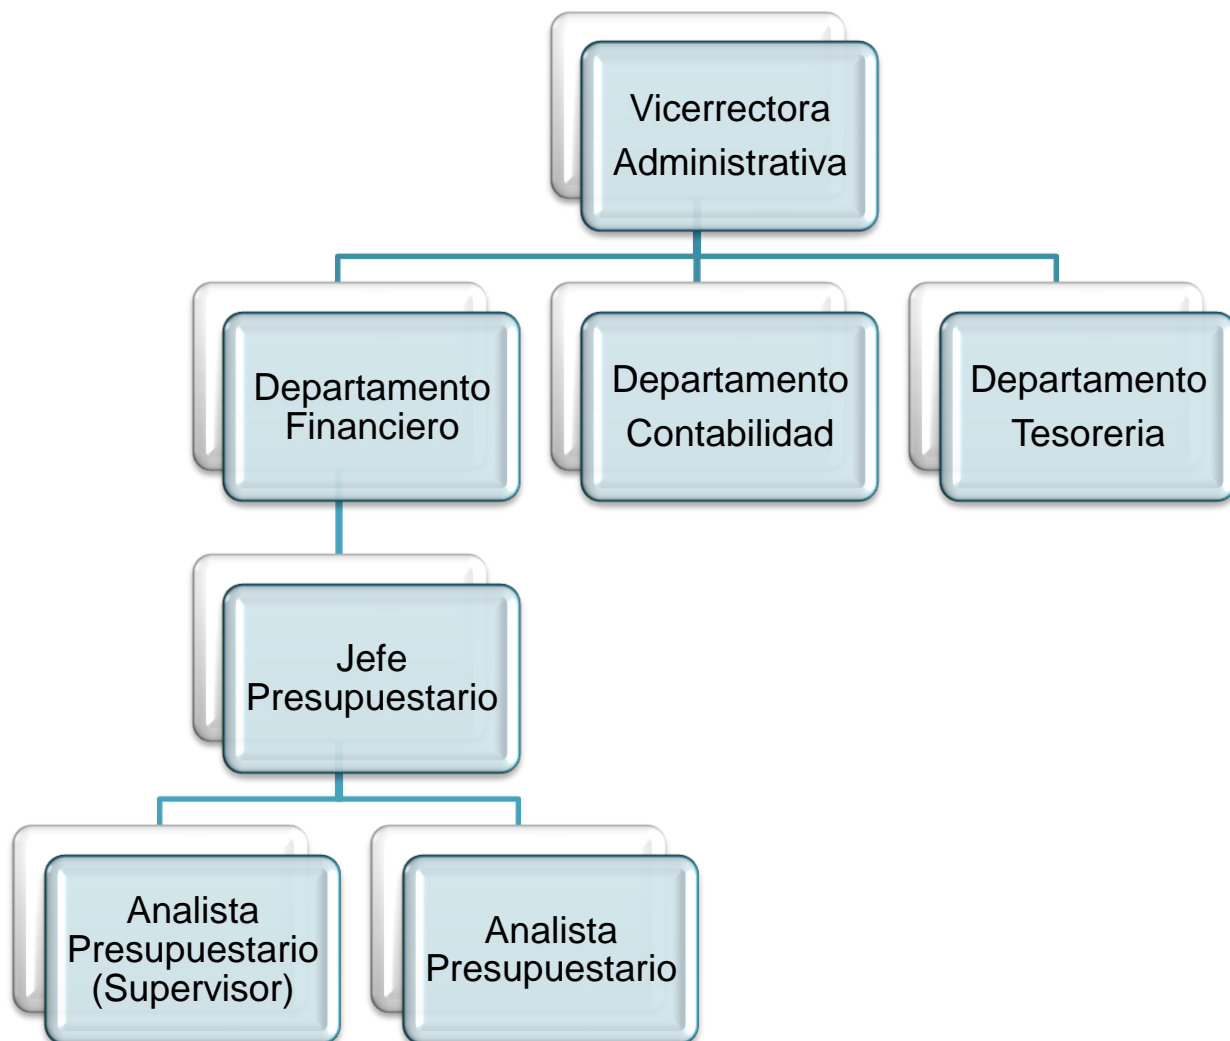 Vicerrectora
Administrativa
Departamento
Financiero
Departamento
Contabilidad
Departamento
Tesoreria
Jefe
Presupuestario
Analista
Presupuestario
(Supervisor)
Analista
Presupuestario